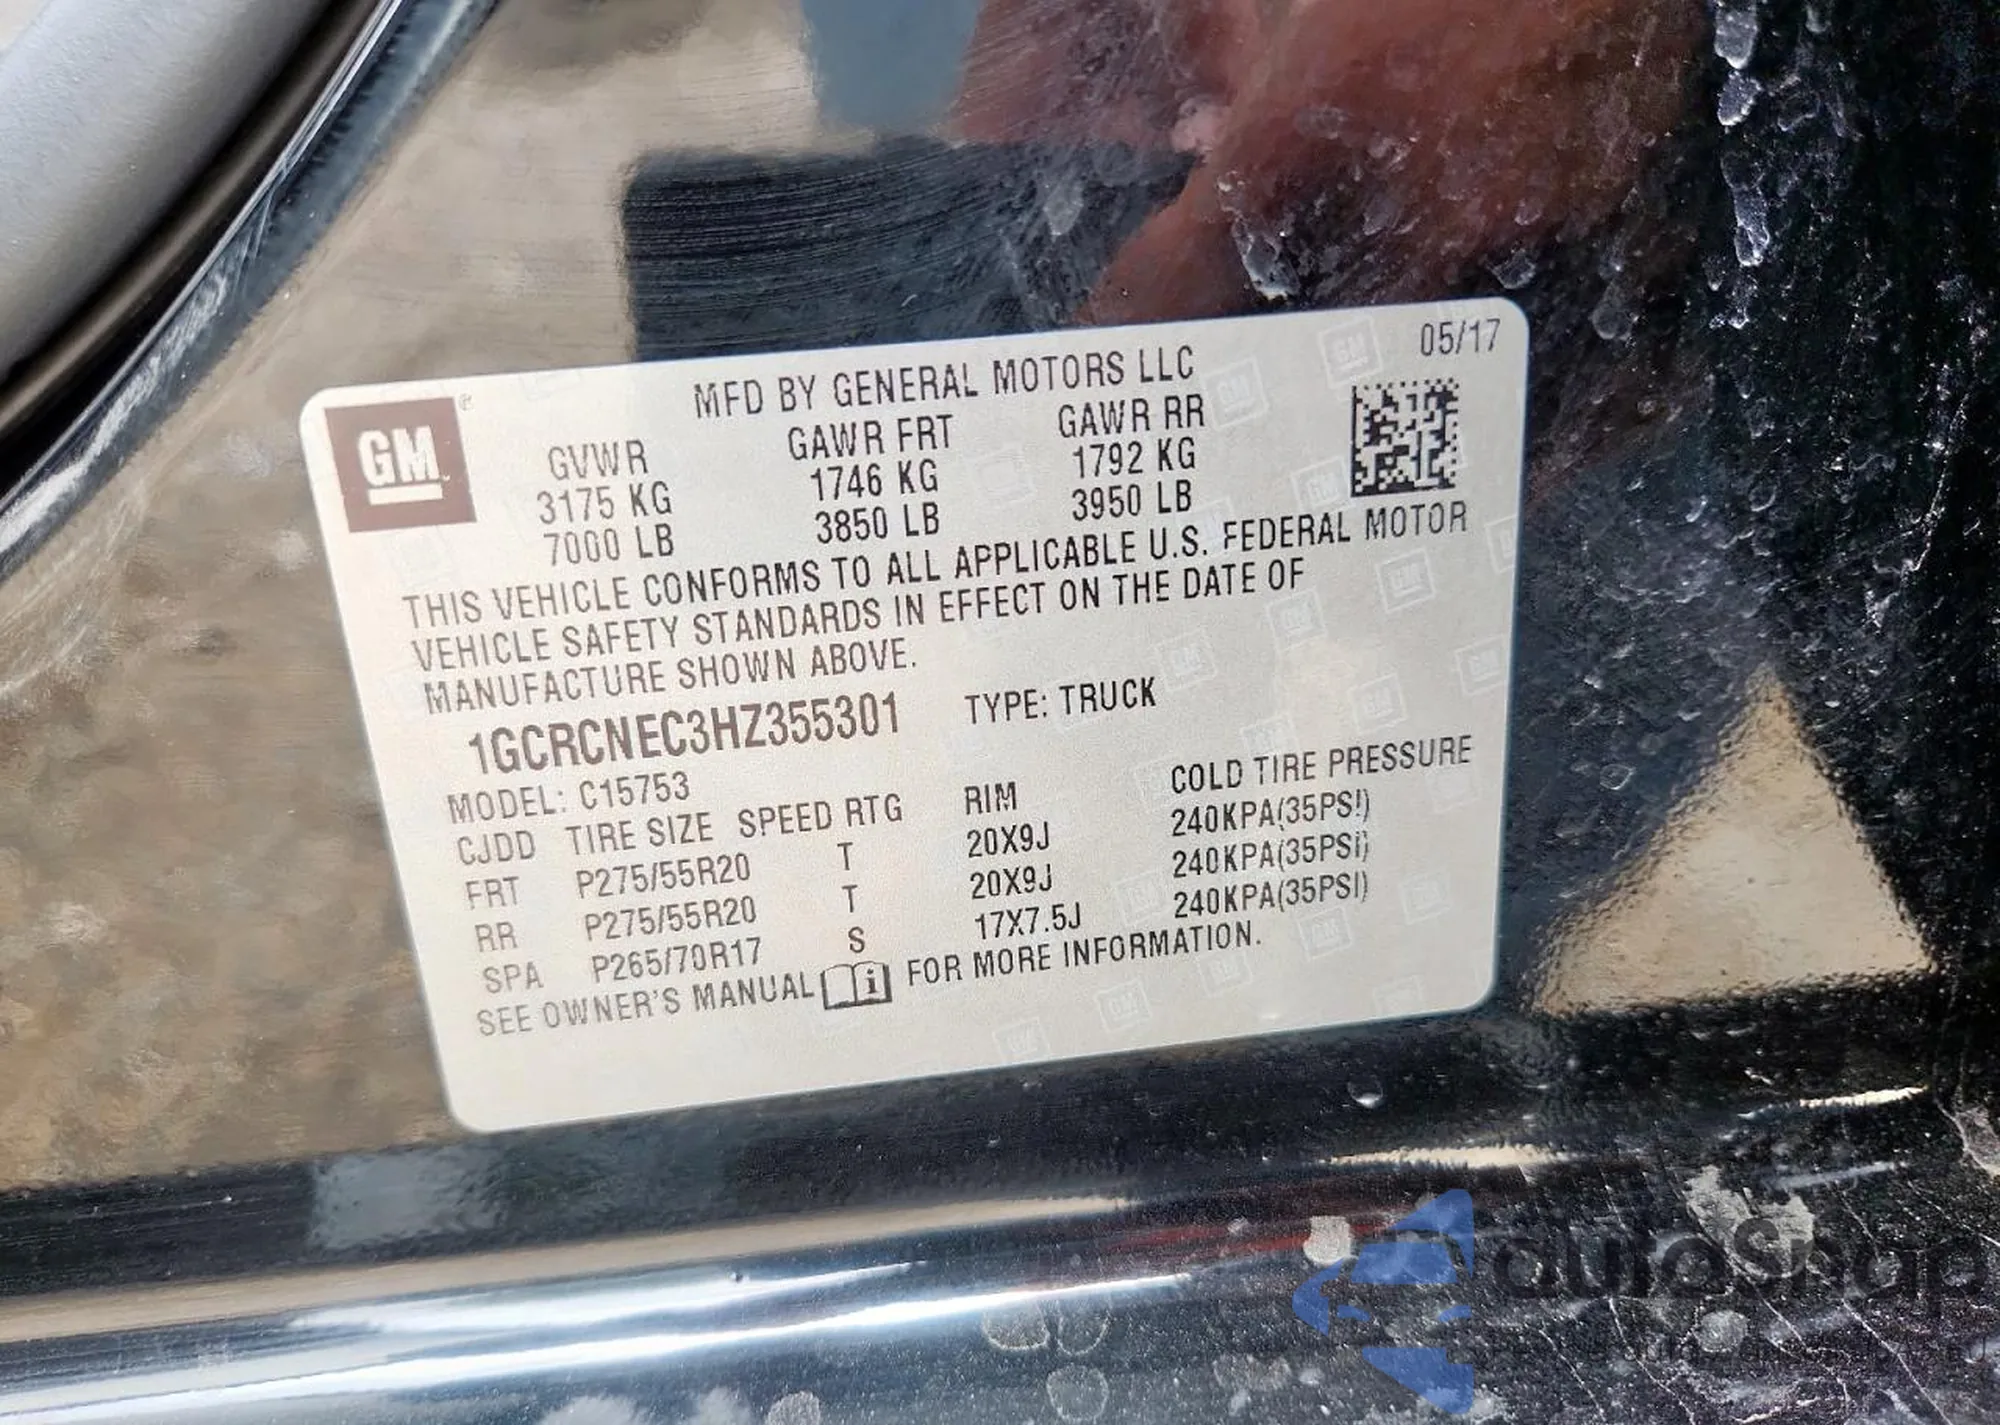 05/17
MFD BY GENERAL MOTORS LLC
GM
GVWR GAWR FRT GAWR RR
3175 KG 1746 KG 1792 KG
7000 LB 3850 LB 3950 LB
THIS VEHICLE CONFORMS TO ALL APPLICABLE U.S. FEDERAL MOTOR
VEHICLE SAFETY STANDARDS IN EFFECT ON THE DATE OF
MANUFACTURE SHOWN ABOVE.
1GCRCNEC3HZ355301 TYPE: TRUCK
MODEL: C15753
CJDD TIRE SIZE SPEED RTG RIM COLD TIRE PRESSURE
FRT P275/55R20 T 20X9J 240KPA(35PSI)
RR P275/55R20 T 20X9J 240KPA(35PSI)
SPA P265/70R17 S 17X7.5J 240KPA(35PSI)
SEE OWNER'S MANUAL i FOR MORE INFORMATION.
autoSnap